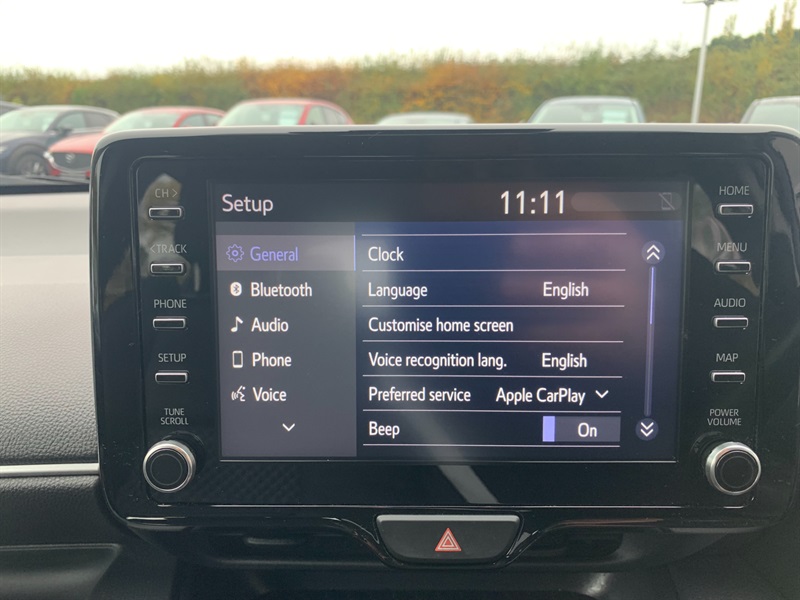 CH >
< TRACK
PHONE
SETUP
TUNE
SCROLL
Setup 11:11
General
Bluetooth
Audio
Phone
Voice
Clock
Language English
Customise home screen
Voice recognition lang. English
Preferred service Apple CarPlay
Beep On
HOME
MENU
AUDIO
MAP
POWER
VOLUME